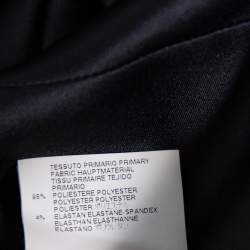 TESSUTO PRIMARIO PRIMARY
FABRIC HAUPTMATERIAL
TISSU PRIMAIRE TEJIDO
PRIMARIO
96% POLIESTERE POLYESTER
POLYESTER POLYESTER
POLIESTER
4% ELASTAN ELASTANE-SPANDEX
ELASTHAN ELASTHANNE
ELASTANO